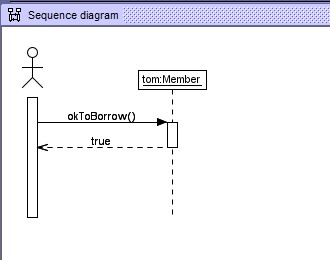 Sequence diagram
tom:Member
okToBorrow()
true